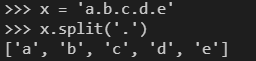 >>> x = 'a.b.c.d.e'
>>> x.split('.')
['a', 'b', 'c', 'd', 'e']